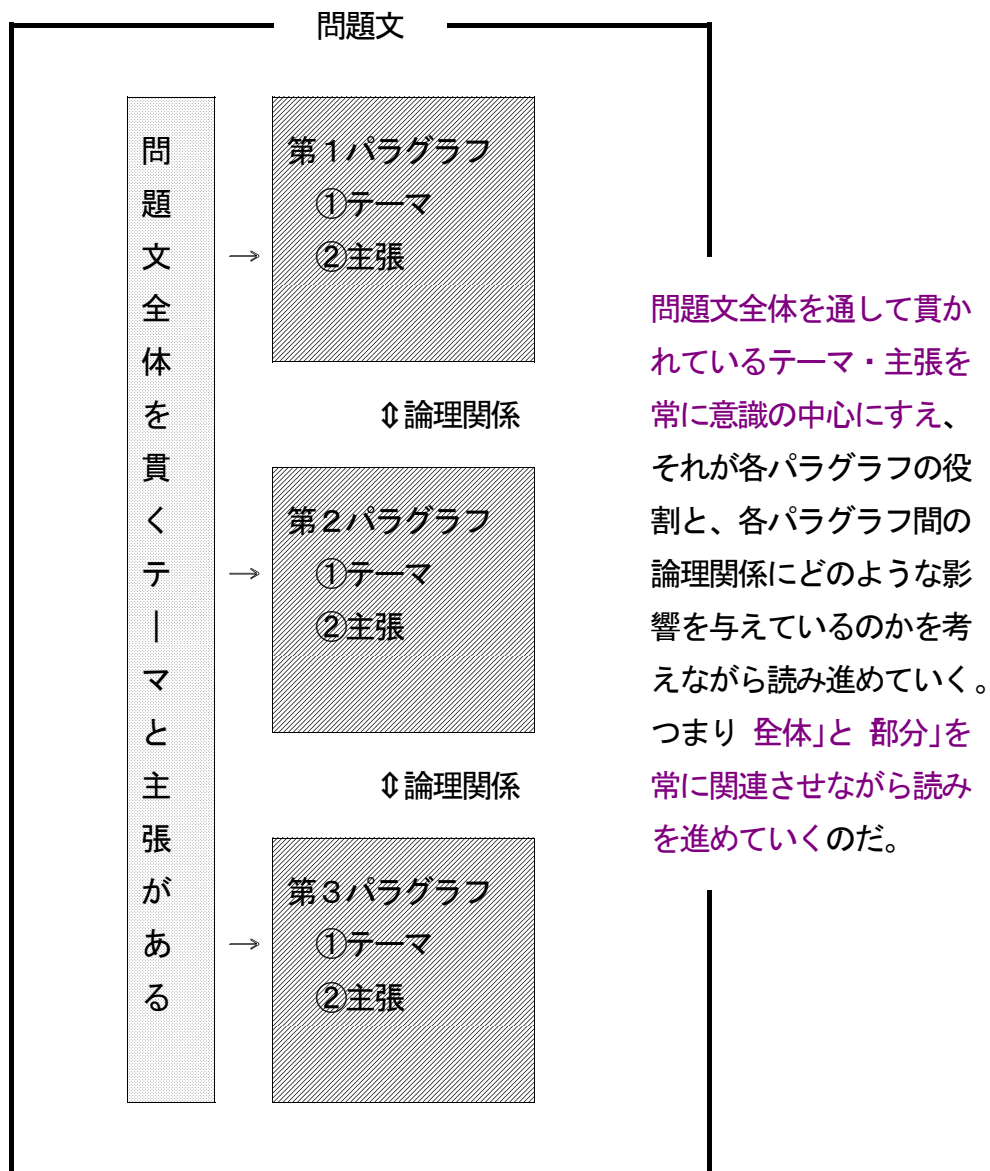 問題文
問題文全体を貫くテーマと主張がある
→
第1パラグラフ
①テーマ
②主張
⇕論理関係
→
第2パラグラフ
①テーマ
②主張
⇕論理関係
→
第3パラグラフ
①テーマ
②主張
問題文全体を通して貫か
れているテーマ・主張を
常に意識の中心にすえ、
それが各パラグラフの役
割と、各パラグラフ間の
論理関係にどのような影
響を与えているのかを考
えながら読み進めていく。
つまり「全体」と「部分」を
常に関連させながら読み
を進めていくのだ。